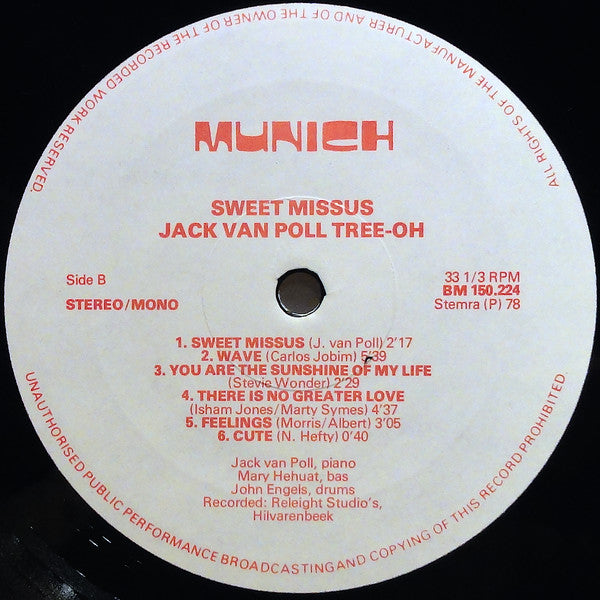 ALL RIGHTS OF THE MANUFACTURER AND OF THE OWNER OF THE RECORDED WORK RESERVED.
MUNICH
SWEET MISSUS
JACK VAN POLL TREE-OH
Side B
STEREO/MONO
33 1/3 RPM
BM 150.224
Stemra (P) 78
1. SWEET MISSUS (J. van Poll) 2'17
2. WAVE (Carlos Jobim) 5'39
3. YOU ARE THE SUNSHINE OF MY LIFE
(Stevie Wonder) 2'29
4. THERE IS NO GREATER LOVE
(Isham Jones/Marty Symes) 4'37
5. FEELINGS (Morris/Albert) 3'05
6. CUTE (N. Hefty) 0'40
Jack van Poll, piano
Mary Hehuat, bas
John Engels, drums
Recorded: Releight Studio's,
Hilvarenbeek
UNAUTHORISED PUBLIC PERFORMANCE BROADCASTING AND COPYING OF THIS RECORD PROHIBITED.